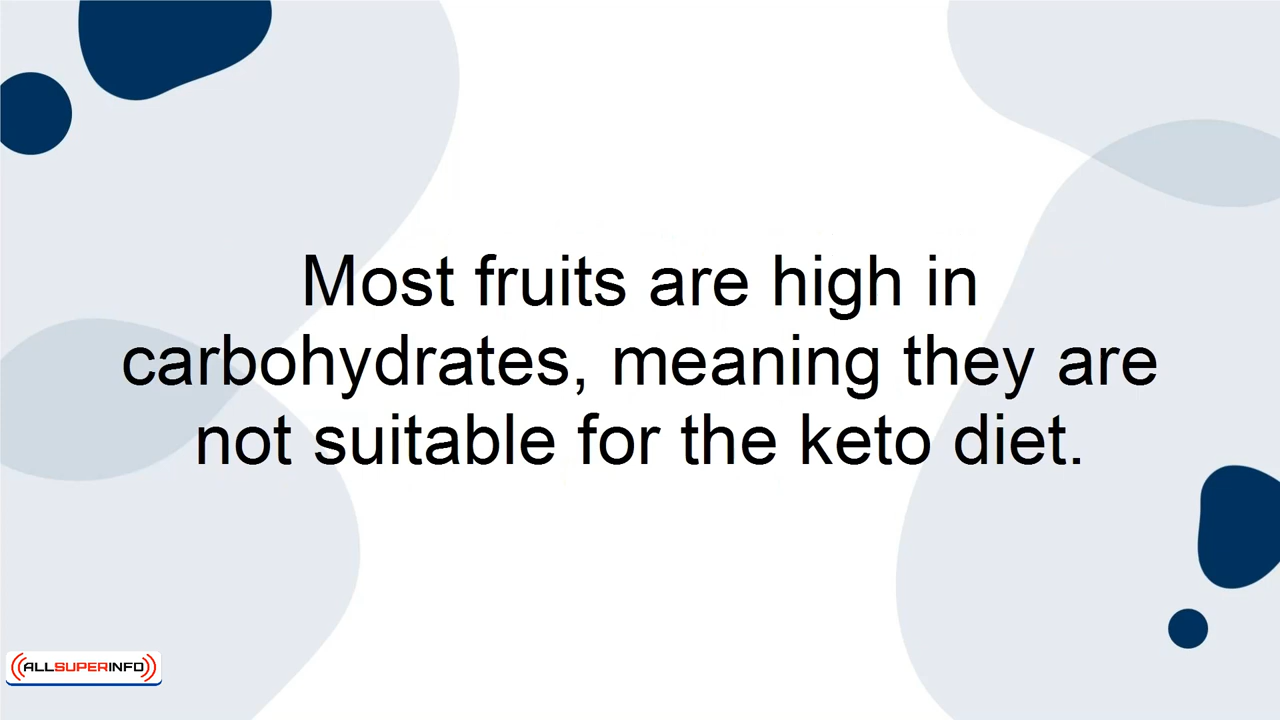 Most fruits are high in
carbohydrates, meaning they are
not suitable for the keto diet.
ALLSUPERINFO